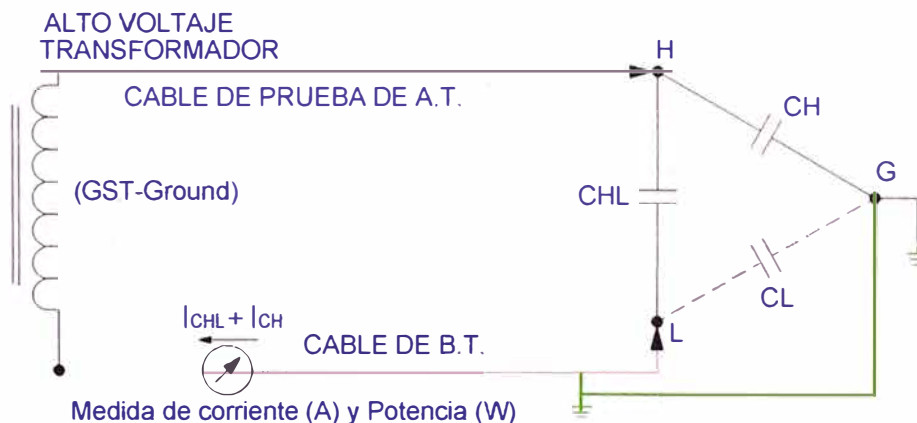 ALTO VOLTAJE
TRANSFORMADOR
H
CABLE DE PRUEBA DE A.T.
CH
(GST-Ground)
CHL
G
CL
ICHL + ICH
L
CABLE DE B.T.
Medida de corriente (A) y Potencia (W)